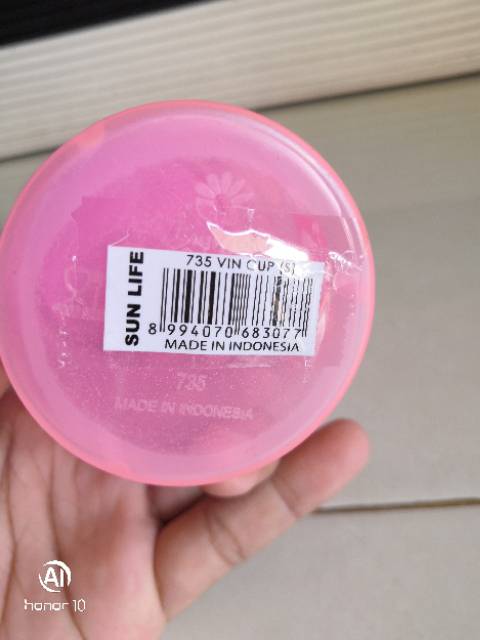 735 VIN CUP (S)
SUN LIFE
8 994070 683077
MADE IN INDONESIA
735
MADE IN INDONESIA
AI
honor 10